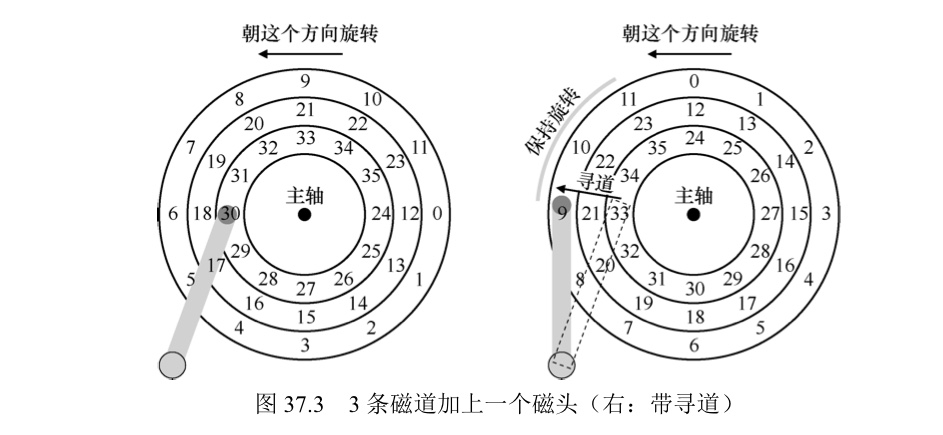 朝这个方向旋转
9
8 10
21
20 22
7 33 11
19 32 34 23
31 35
主轴
6 18 30 24 12 0
29 25
17 28 26 13
5 27 1
16 14
15
4 2
3
朝这个方向旋转
保持旋转
0
11 1
12
23 13
10 24 2
22 35 25 14
寻道
34 26
主轴
9 21 33 27 15 3
32 28
20 31 29 16
8 30 4
19 17
18
7 5
6
图 37.3 3 条磁道加上一个磁头（右：带寻道）